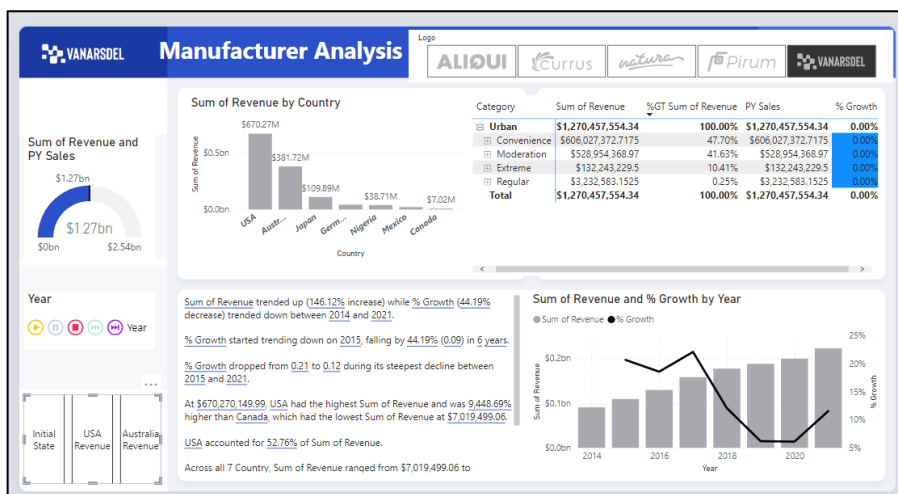 VANARSDEL
Manufacturer Analysis
Logo
ALIQUI
Currus
natura
Pirum
VANARSDEL
Sum of Revenue and
PY Sales
$1.27bn
$1.27bn
$0bn
$2.54bn
Year
Year
Initial
State
USA
Revenue
Australia
Revenue
Sum of Revenue by Country
Sum of Revenue
$0.5bn
$0.0bn
$670.27M
$381.72M
$109.89M
$38.71M
$7.02M
USA
Austr...
Japan
Germ...
Nigeria
Mexico
Canada
Country
Category Sum of Revenue %GT Sum of Revenue PY Sales % Growth
Urban $1,270,457,554.34 100.00% $1,270,457,554.34 0.00%
Convenience $606,027,372.7175 47.70% $606,027,372.7175 0.00%
Moderation $528,954,368.97 41.63% $528,954,368.97 0.00%
Extreme $132,243,229.5 10.41% $132,243,229.5 0.00%
Regular $3,232,583.1525 0.25% $3,232,583.1525 0.00%
Total $1,270,457,554.34 100.00% $1,270,457,554.34 0.00%
Sum of Revenue trended up (146.12% increase) while % Growth (44.19%
decrease) trended down between 2014 and 2021.
% Growth started trending down on 2015, falling by 44.19% (0.09) in 6 years.
% Growth dropped from 0.21 to 0.12 during its steepest decline between
2015 and 2021.
At $670,270,149.99, USA had the highest Sum of Revenue and was 9,448.69%
higher than Canada, which had the lowest Sum of Revenue at $7,019,499.06.
USA accounted for 52.76% of Sum of Revenue.
Across all 7 Country, Sum of Revenue ranged from $7,019,499.06 to
Sum of Revenue and % Growth by Year
Sum of Revenue % Growth
Sum of Revenue
$0.2bn
$0.1bn
$0.0bn
2014
2016
2018
2020
Year
25%
20%
15%
10%
5%
% Growth